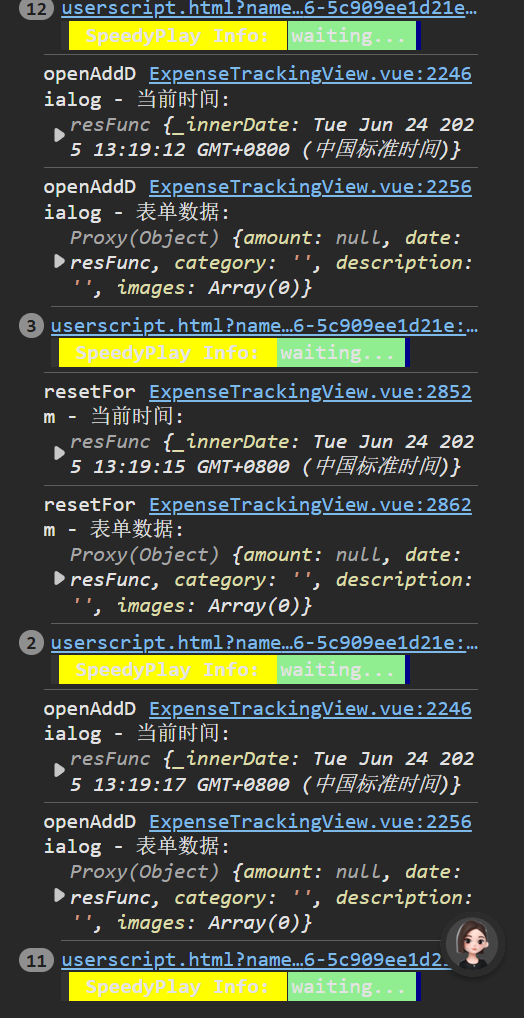 12 userscript.html?name…6-5c909ee1d21e…
SpeedyPlay Info: waiting...
openAddD ExpenseTrackingView.vue:2246
ialog - 当前时间:
resFunc {_innerDate: Tue Jun 24 202
5 13:19:12 GMT+0800 (中国标准时间)}
openAddD ExpenseTrackingView.vue:2256
ialog - 表单数据:
Proxy(Object) {amount: null, date:
resFunc, category: '', description:
'', images: Array(0)}
3 userscript.html?name…6-5c909ee1d21e:…
SpeedyPlay Info: waiting...
resetFor ExpenseTrackingView.vue:2852
m - 当前时间:
resFunc {_innerDate: Tue Jun 24 202
5 13:19:15 GMT+0800 (中国标准时间)}
resetFor ExpenseTrackingView.vue:2862
m - 表单数据:
Proxy(Object) {amount: null, date:
resFunc, category: '', description:
'', images: Array(0)}
2 userscript.html?name…6-5c909ee1d21e:…
SpeedyPlay Info: waiting...
openAddD ExpenseTrackingView.vue:2246
ialog - 当前时间:
resFunc {_innerDate: Tue Jun 24 202
5 13:19:17 GMT+0800 (中国标准时间)}
openAddD ExpenseTrackingView.vue:2256
ialog - 表单数据:
Proxy(Object) {amount: null, date:
resFunc, category: '', description:
'', images: Array(0)}
11 userscript.html?name…6-5c909ee1d21e:…
SpeedyPlay Info: waiting...